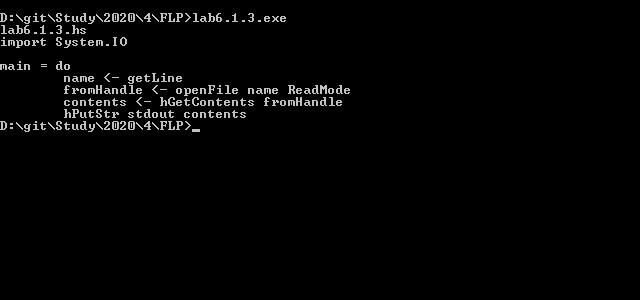 D:\git\Study\2020\4\FLP>lab6.1.3.exe
lab6.1.3.hs
import System.IO
main = do
name <- getLine
fromHandle <- openFile name ReadMode
contents <- hGetContents fromHandle
hPutStr stdout contents
D:\git\Study\2020\4\FLP>_